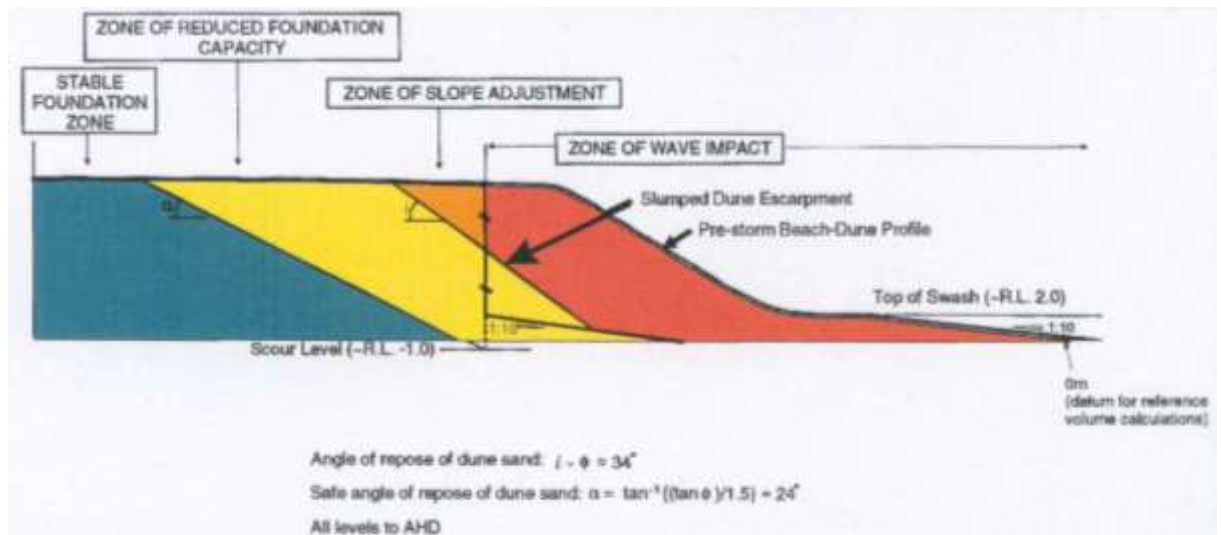 ZONE OF REDUCED FOUNDATION
CAPACITY
STABLE
FOUNDATION
ZONE
ZONE OF SLOPE ADJUSTMENT
ZONE OF WAVE IMPACT
Slumped Dune Escarpment
Pre-storm Beach-Dune Profile
α
Top of Swash (~R.L. 2.0)
1:10
1:10
Scour Level (~R.L. -1.0)
0m
(datum for reference
volume calculations)
Angle of repose of dune sand: i - ϕ = 34°
Safe angle of repose of dune sand: α = tan⁻¹ ((tan ϕ)/1.5) = 24°
All levels to AHD